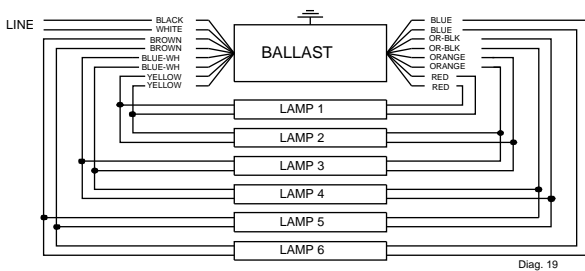 LINE
BLACK
WHITE
BROWN
BROWN
BLUE-WH
BLUE-WH
YELLOW
YELLOW
BALLAST
BLUE
BLUE
OR-BLK
OR-BLK
ORANGE
ORANGE
RED
RED
LAMP 1
LAMP 2
LAMP 3
LAMP 4
LAMP 5
LAMP 6
Diag. 19